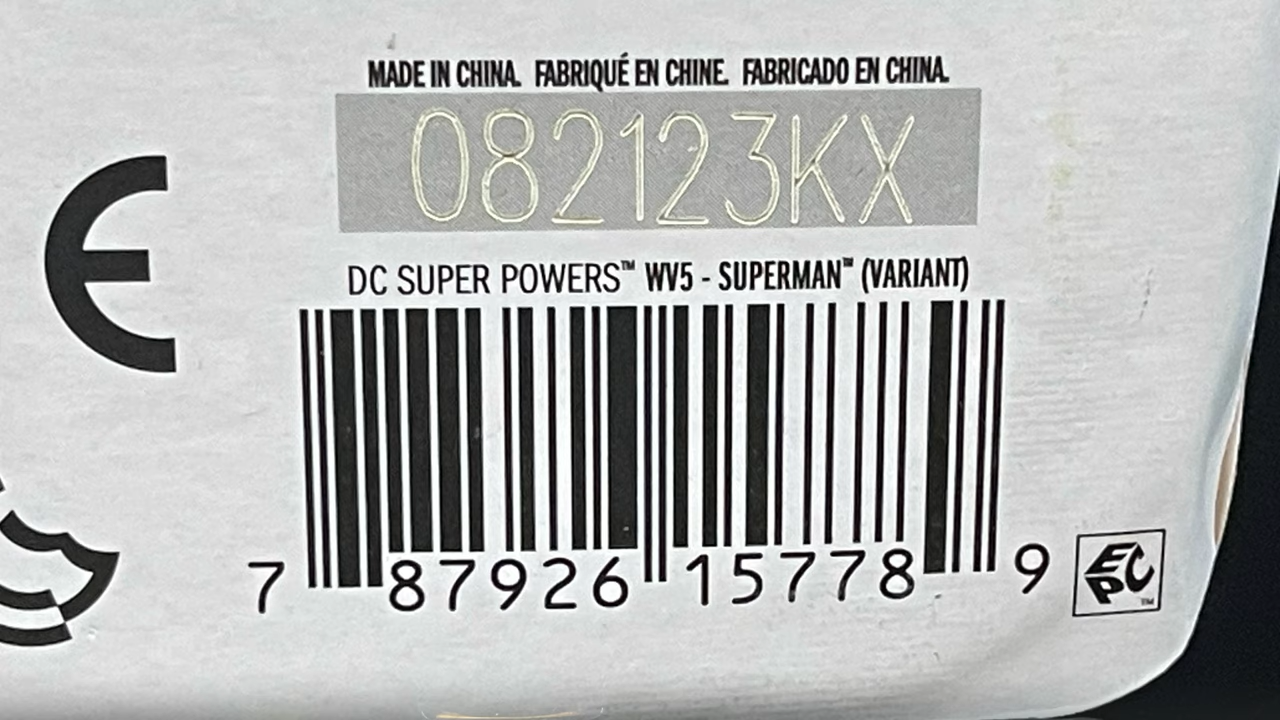 MADE IN CHINA. FABRIQUÉ EN CHINE. FABRICADO EN CHINA.
082123KX
DC SUPER POWERS™ WV5 - SUPERMAN™ (VARIANT)
7 87926 15778 9
EPC™